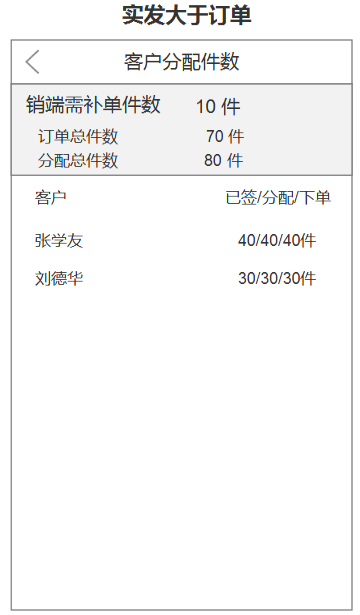 实发大于订单
客户分配件数
销端需补单件数 10 件
订单总件数 70 件
分配总件数 80 件
客户 已签/分配/下单
张学友 40/40/40件
刘德华 30/30/30件